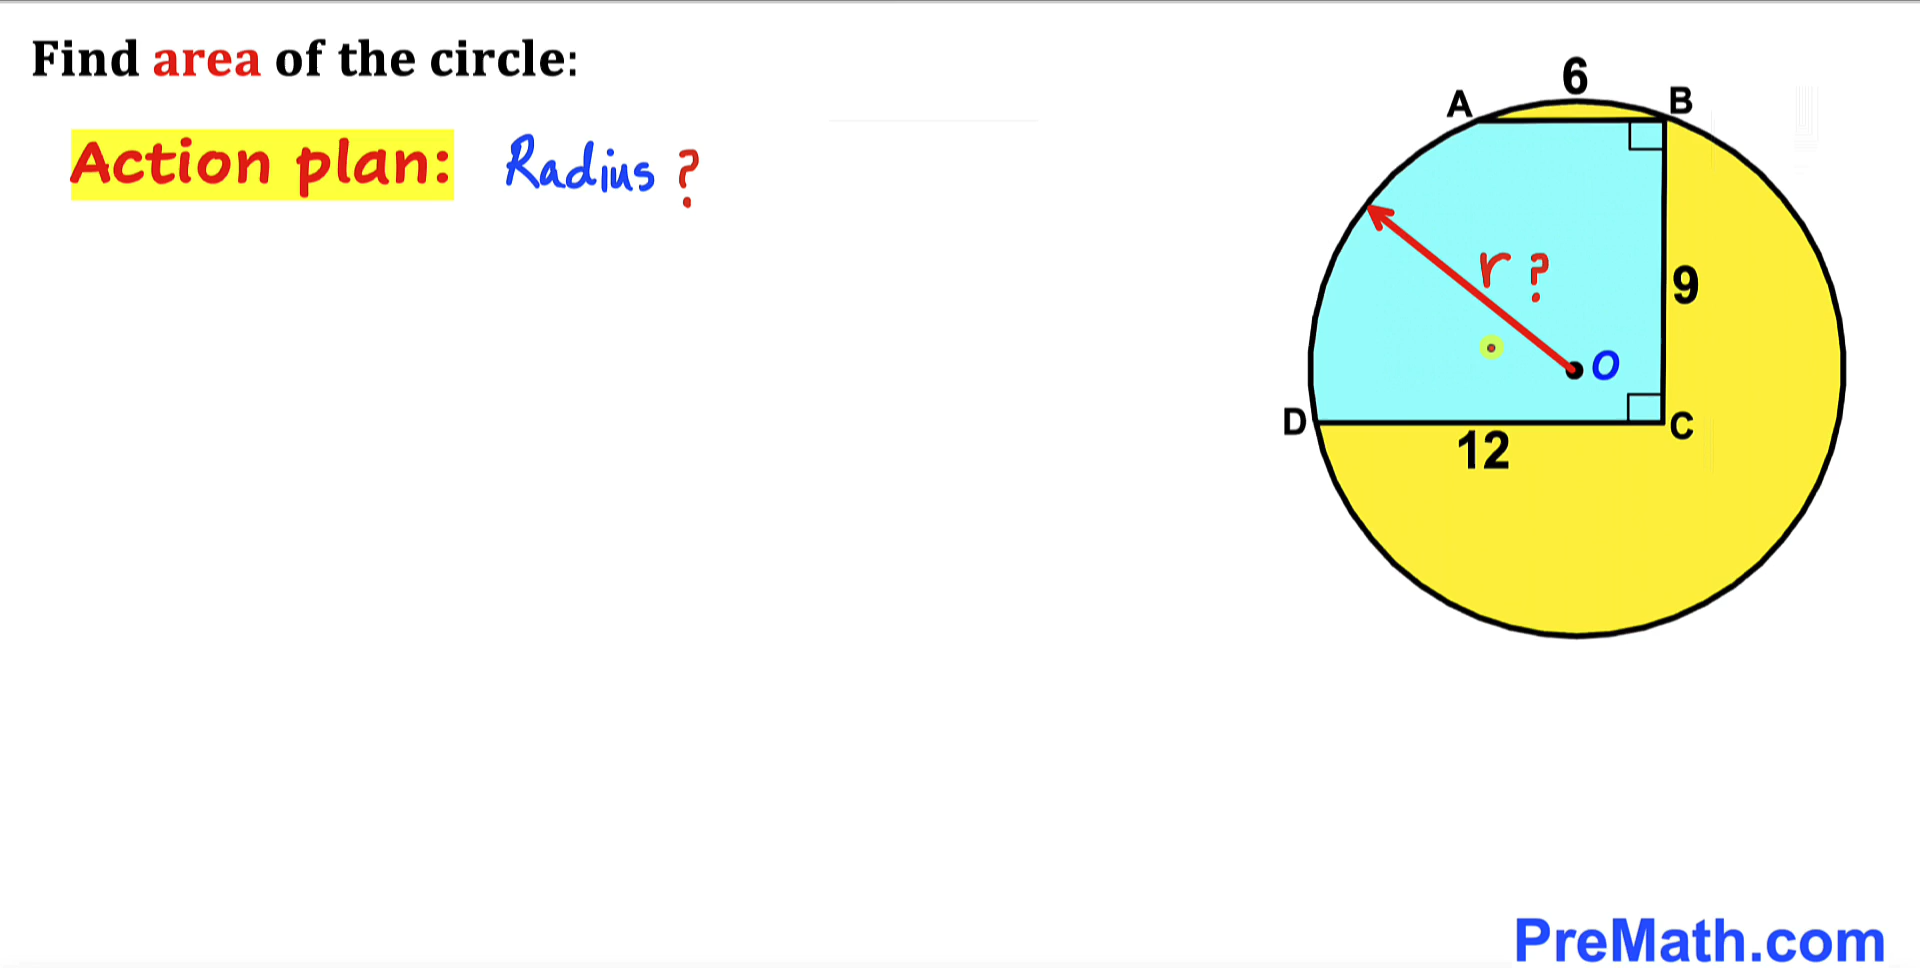 Find area of the circle:
Action plan: Radius ?
6
A
B
r ?
9
O
D
C
12
PreMath.com